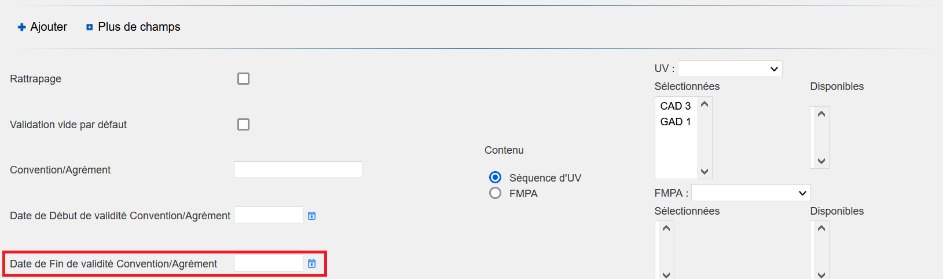 Ajouter Plus de champs
Rattrapage
Validation vide par défaut
Convention/Agrément
Date de Début de validité Convention/Agrément
Date de Fin de validité Convention/Agrément
Contenu
Séquence d'UV
FMPA
UV :
Sélectionnées Disponibles
CAD 3
GAD 1
FMPA :
Sélectionnées Disponibles